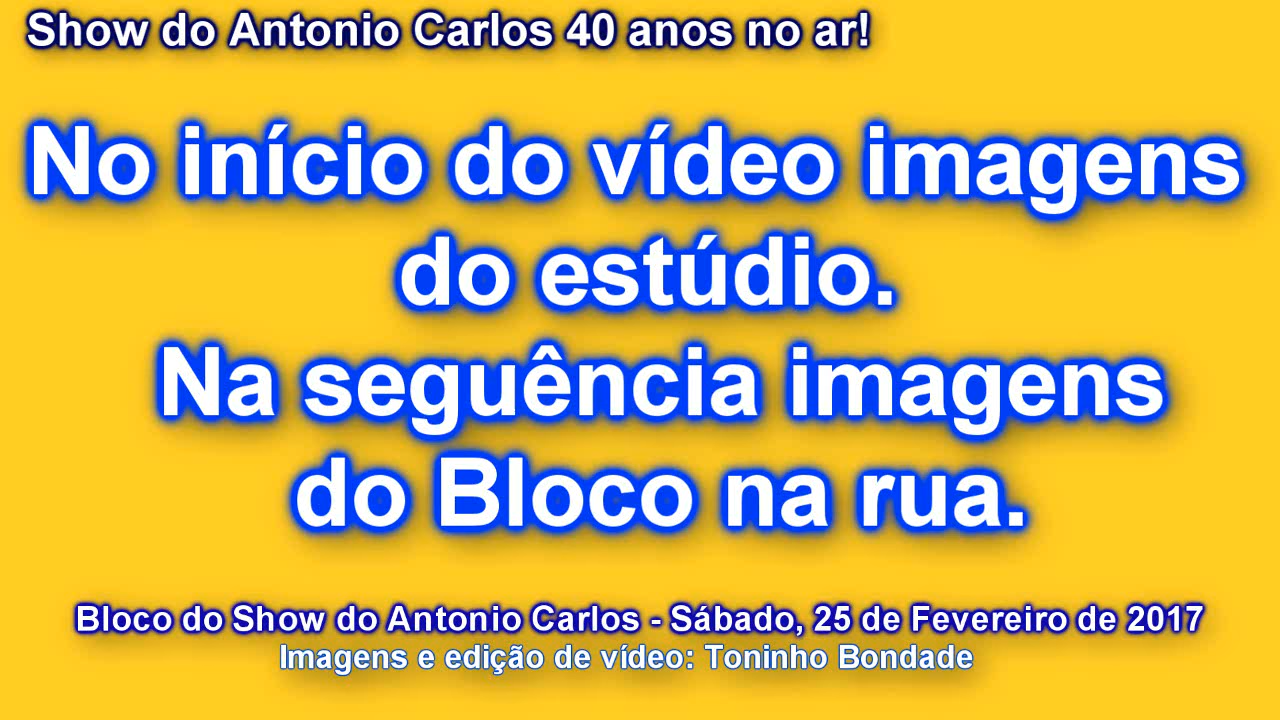 Show do Antonio Carlos 40 anos no ar!
No início do vídeo imagens
do estúdio.
Na seguência imagens
do Bloco na rua.
Bloco do Show do Antonio Carlos - Sábado, 25 de Fevereiro de 2017
Imagens e edição de vídeo: Toninho Bondade